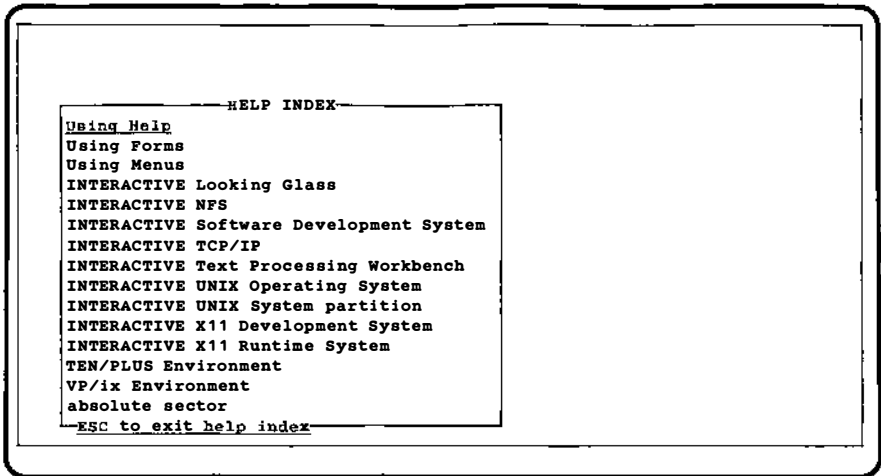 HELP INDEX
Using Help
Using Forms
Using Menus
INTERACTIVE Looking Glass
INTERACTIVE NFS
INTERACTIVE Software Development System
INTERACTIVE TCP/IP
INTERACTIVE Text Processing Workbench
INTERACTIVE UNIX Operating System
INTERACTIVE UNIX System partition
INTERACTIVE X11 Development System
INTERACTIVE X11 Runtime System
TEN/PLUS Environment
VP/ix Environment
absolute sector
ESC to exit help index